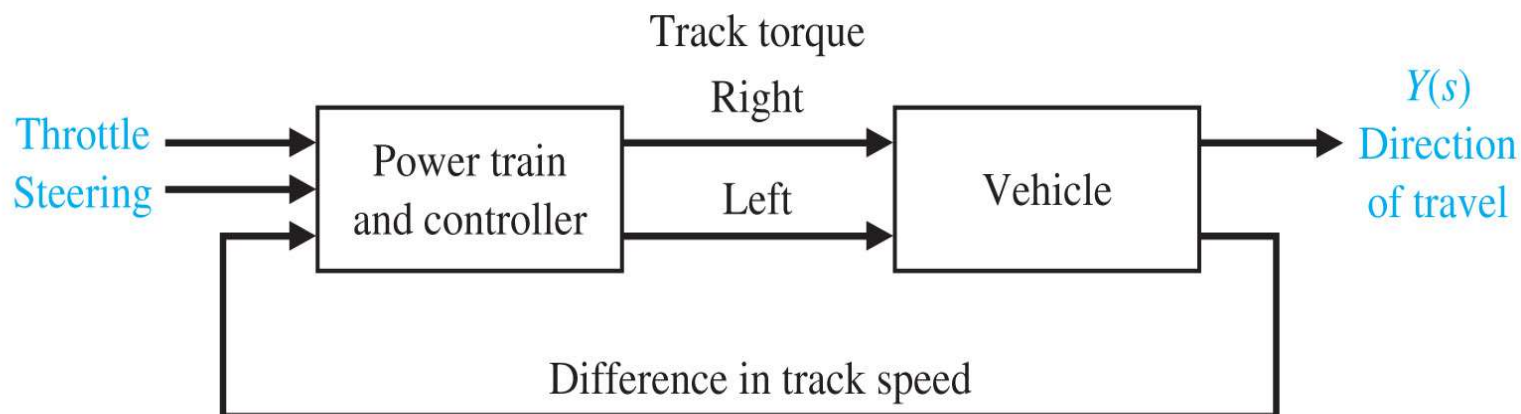 Track torque
Right
Throttle
Steering
Power train
and controller
Left
Vehicle
Y(s)
Direction
of travel
Difference in track speed